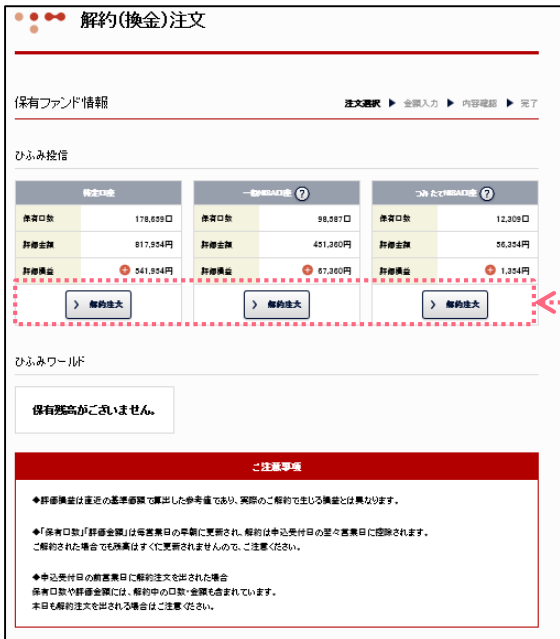 解約(換金)注文
保有ファンド情報
注文選択 ▶ 金額入力 ▶ 内容確認 ▶ 完了
ひふみ投信
特定口座 一般NISA口座 ? つみたてNISA口座 ?
保有口数 178,659口 保有口数 98,587口 保有口数 12,309口
評価金額 817,954円 評価金額 451,360円 評価金額 56,354円
評価損益 + 541,954円 評価損益 + 67,360円 評価損益 + 1,354円
> 解約注文 > 解約注文 > 解約注文
ひふみワールド
保有残高がございません。
ご注意事項
◆評価損益は直近の基準価額で算出した参考値であり、実際のご解約で生じる損益とは異なります。
◆「保有口数」「評価金額」は毎営業日の早朝に更新され、解約は申込受付日の翌々営業日に控除されます。
ご解約された場合でも残高はすぐに更新されませんので、ご注意ください。
◆申込受付日の前営業日に解約注文を出された場合
保有口数や評価金額には、解約中の口数・金額も含まれています。
本日も解約注文を出される場合はご注意ください。